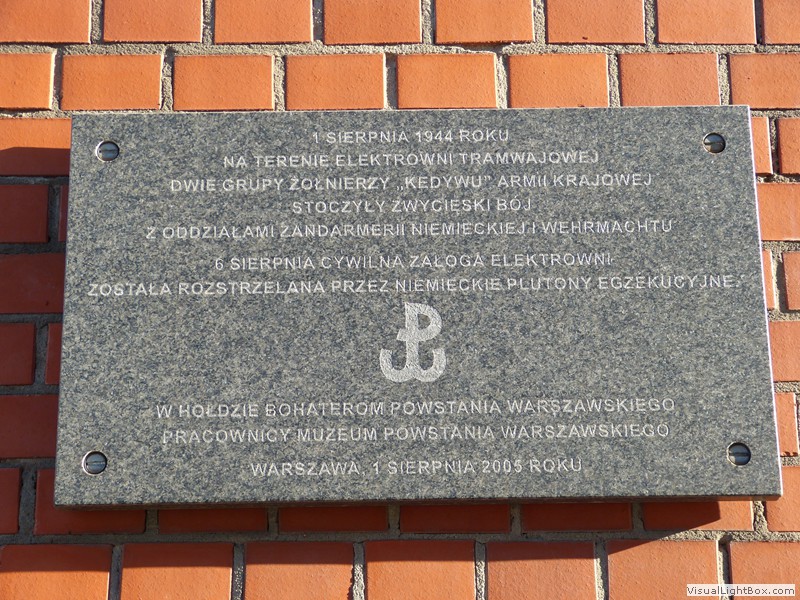 1 SIERPNIA 1944 ROKU
NA TERENIE ELEKTROWNI TRAMWAJOWEJ
DWIE GRUPY ŻOŁNIERZY „KEDYWU” ARMII KRAJOWEJ
STOCZYŁY ZWYCIĘSKI BÓJ
Z ODDZIAŁAMI ŻANDARMERII NIEMIECKIEJ I WEHRMACHTU
6 SIERPNIA CYWILNA ZAŁOGA ELEKTROWNI
ZOSTAŁA ROZSTRZELANA PRZEZ NIEMIECKIE PLUTONY EGZEKUCYJNE.
W HOŁDZIE BOHATEROM POWSTANIA WARSZAWSKIEGO
PRACOWNICY MUZEUM POWSTANIA WARSZAWSKIEGO
WARSZAWA, 1 SIERPNIA 2005 ROKU
VisualLightBox.com